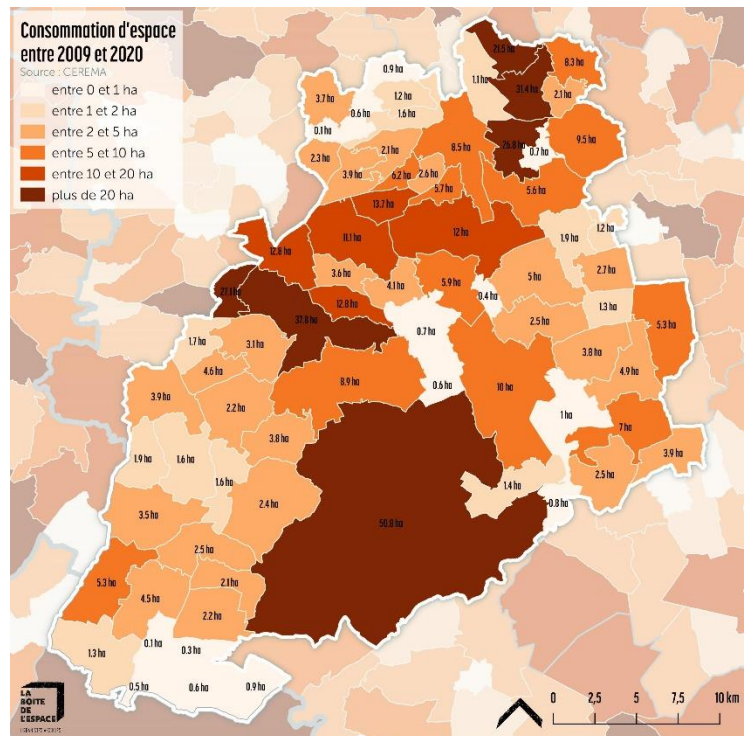 Consommation d'espace
entre 2009 et 2020
Source : CEREMA
entre 0 et 1 ha
entre 1 et 2 ha
entre 2 et 5 ha
entre 5 et 10 ha
entre 10 et 20 ha
plus de 20 ha
21.5 ha
8.3 ha
0.9 ha
1.1 ha
31.4 ha
2.1 ha
3.7 ha
1.2 ha
0.6 ha
1.6 ha
0.1 ha
9.5 ha
26.8 ha
0.7 ha
8.5 ha
2.1 ha
2.3 ha
3.9 ha
6.2 ha
2.6 ha
5.7 ha
5.6 ha
13.7 ha
1.2 ha
1.9 ha
11.1 ha
12 ha
12.8 ha
3.6 ha
4.1 ha
5.9 ha
5 ha
2.7 ha
27.1 ha
37.8 ha
12.8 ha
0.4 ha
1.3 ha
2.5 ha
5.3 ha
1.7 ha
3.1 ha
0.7 ha
3.8 ha
4.6 ha
4.9 ha
8.9 ha
0.6 ha
10 ha
3.9 ha
2.2 ha
1 ha
7 ha
3.8 ha
1.9 ha
1.6 ha
3.9 ha
1.6 ha
2.5 ha
1.4 ha
2.4 ha
0.8 ha
3.5 ha
50.8 ha
2.5 ha
5.3 ha
2.1 ha
4.5 ha
2.2 ha
0.1 ha
0.3 ha
1.3 ha
0.5 ha
0.6 ha
0.9 ha
LA
BOITE
DE
L'ESPACE
0 2,5 5 7,5 10 km